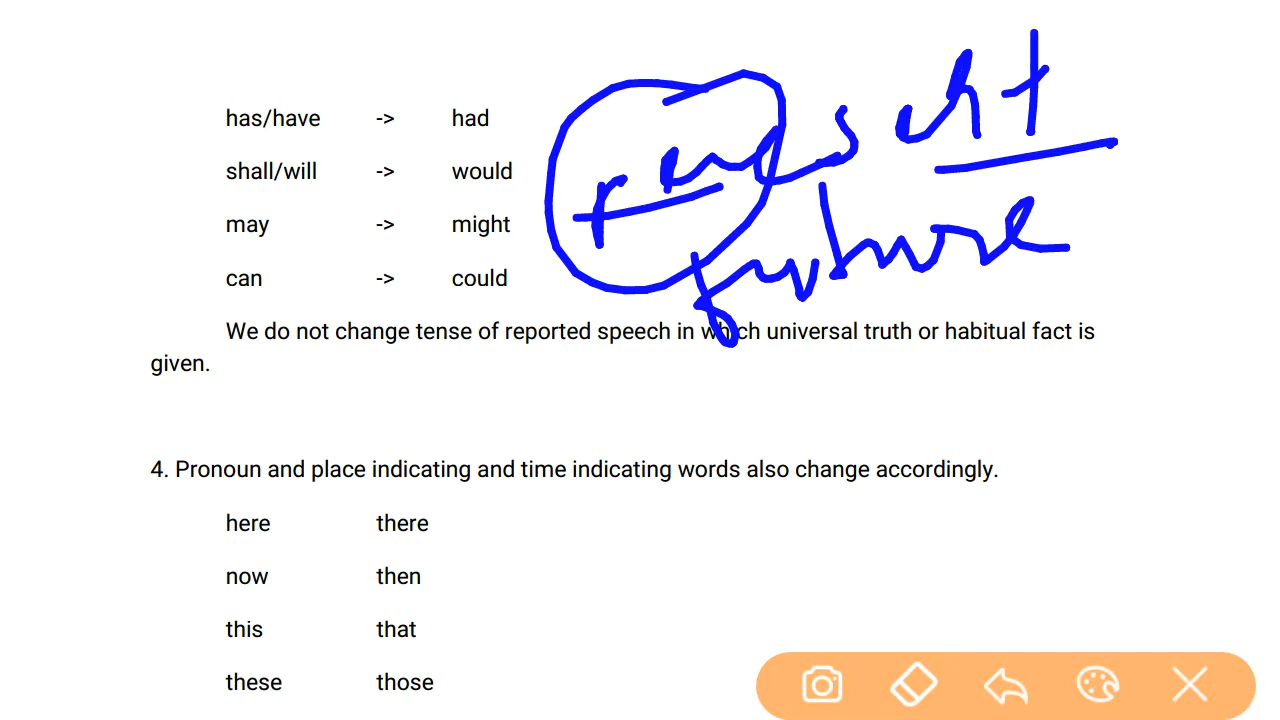 has/have -> had
shall/will -> would
may -> might
can -> could
future
We do not change tense of reported speech in which universal truth or habitual fact is
given.
4. Pronoun and place indicating and time indicating words also change accordingly.
here there
now then
this that
these those